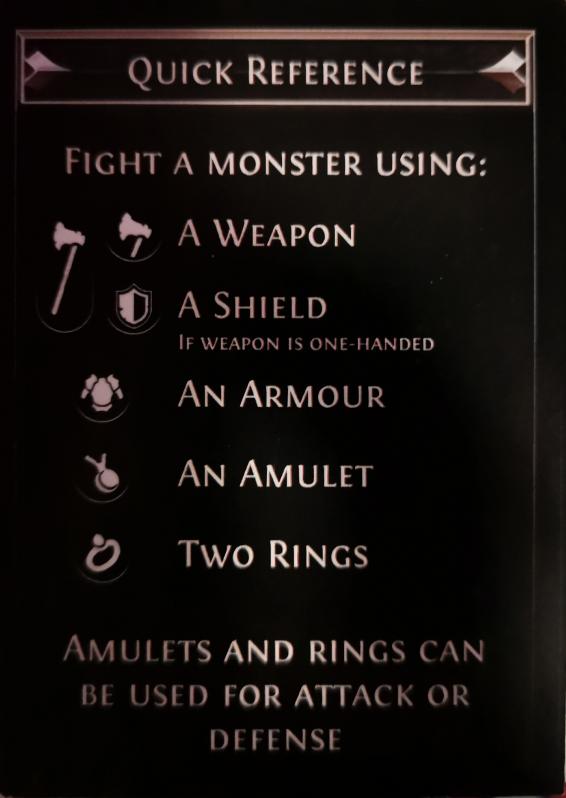 Quick Reference
Fight a monster using:
A Weapon
A Shield
If weapon is one-handed
An Armour
An Amulet
Two Rings
Amulets and rings can
be used for attack or
defense